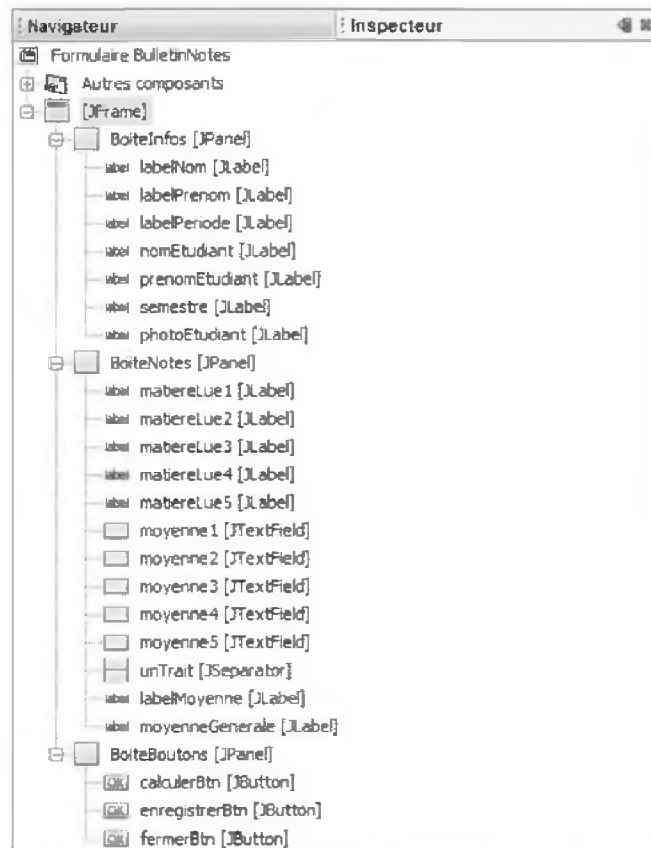 Navigateur Inspecteur
Formulaire BulletinNotes
Autres composants
[JFrame]
BoiteInfos [JPanel]
label labelNom [JLabel]
label labelPrenom [JLabel]
label labelPeriode [JLabel]
label nomEtudiant [JLabel]
label prenomEtudiant [JLabel]
label semestre [JLabel]
label photoEtudiant [JLabel]
BoiteNotes [JPanel]
label matiereLue1 [JLabel]
label matiereLue2 [JLabel]
label matiereLue3 [JLabel]
label matiereLue4 [JLabel]
label matiereLue5 [JLabel]
moyenne1 [JTextField]
moyenne2 [JTextField]
moyenne3 [JTextField]
moyenne4 [JTextField]
moyenne5 [JTextField]
unTrait [JSeparator]
label labelMoyenne [JLabel]
label moyenneGenerale [JLabel]
BoiteBoutons [JPanel]
OK calculerBtn [JButton]
OK enregistrerBtn [JButton]
OK fermerBtn [JButton]